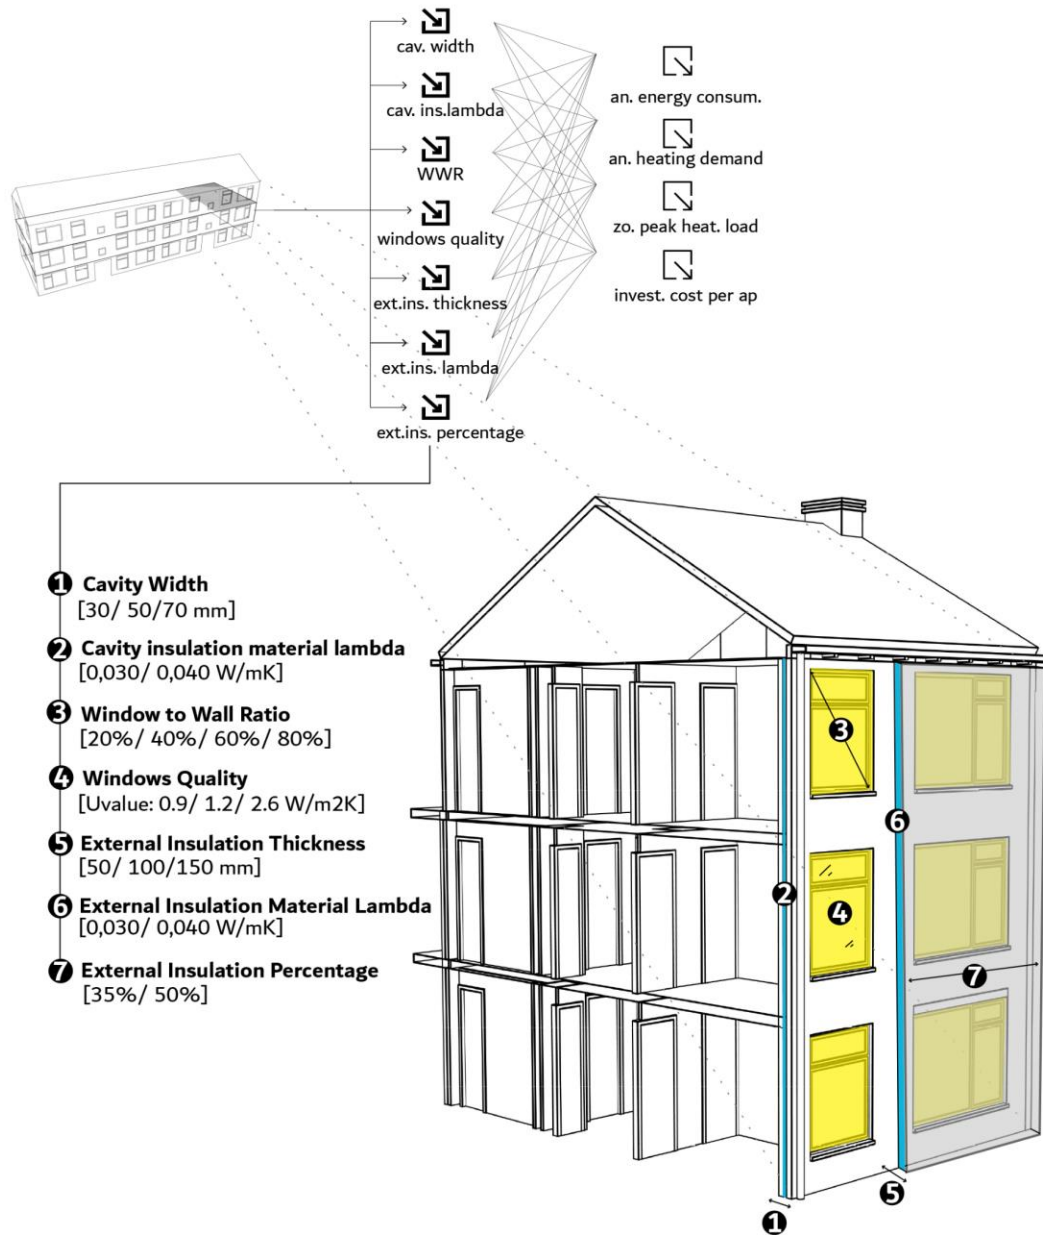 cav. width
cav. ins.lambda
WWR
windows quality
ext.ins. thickness
ext.ins. lambda
ext.ins. percentage
an. energy consum.
an. heating demand
zo. peak heat. load
invest. cost per ap
1 Cavity Width
[30/ 50/70 mm]
2 Cavity insulation material lambda
[0,030/ 0,040 W/mK]
3 Window to Wall Ratio
[20%/ 40%/ 60%/ 80%]
4 Windows Quality
[Uvalue: 0.9/ 1.2/ 2.6 W/m2K]
5 External Insulation Thickness
[50/ 100/150 mm]
6 External Insulation Material Lambda
[0,030/ 0,040 W/mK]
7 External Insulation Percentage
[35%/ 50%]
3
6
2
4
7
5
1